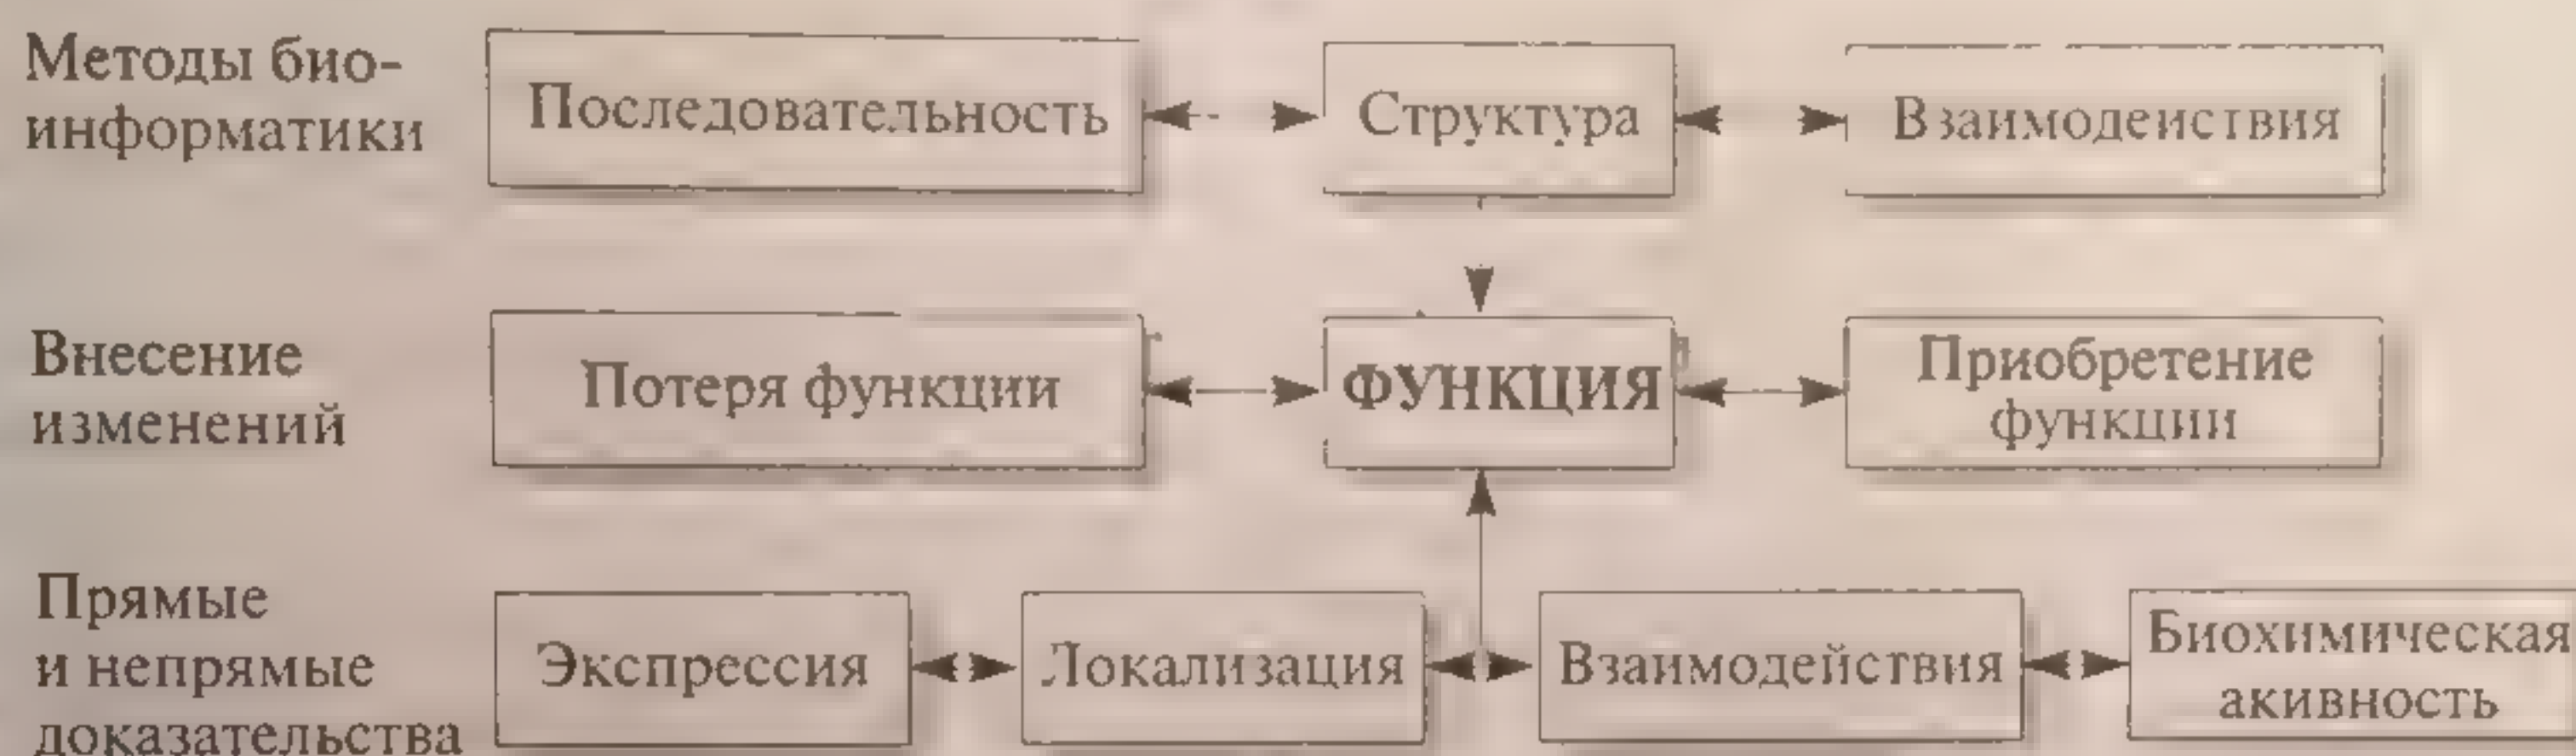 Методы био-
информатики
Последовательность
Структура
Взаимодействия
Внесение
изменений
Потеря функции
ФУНКЦИЯ
Приобретение
функции
Прямые
и непрямые
доказательства
Экспрессия
Локализация
Взаимодействия
Биохимическая
акивность